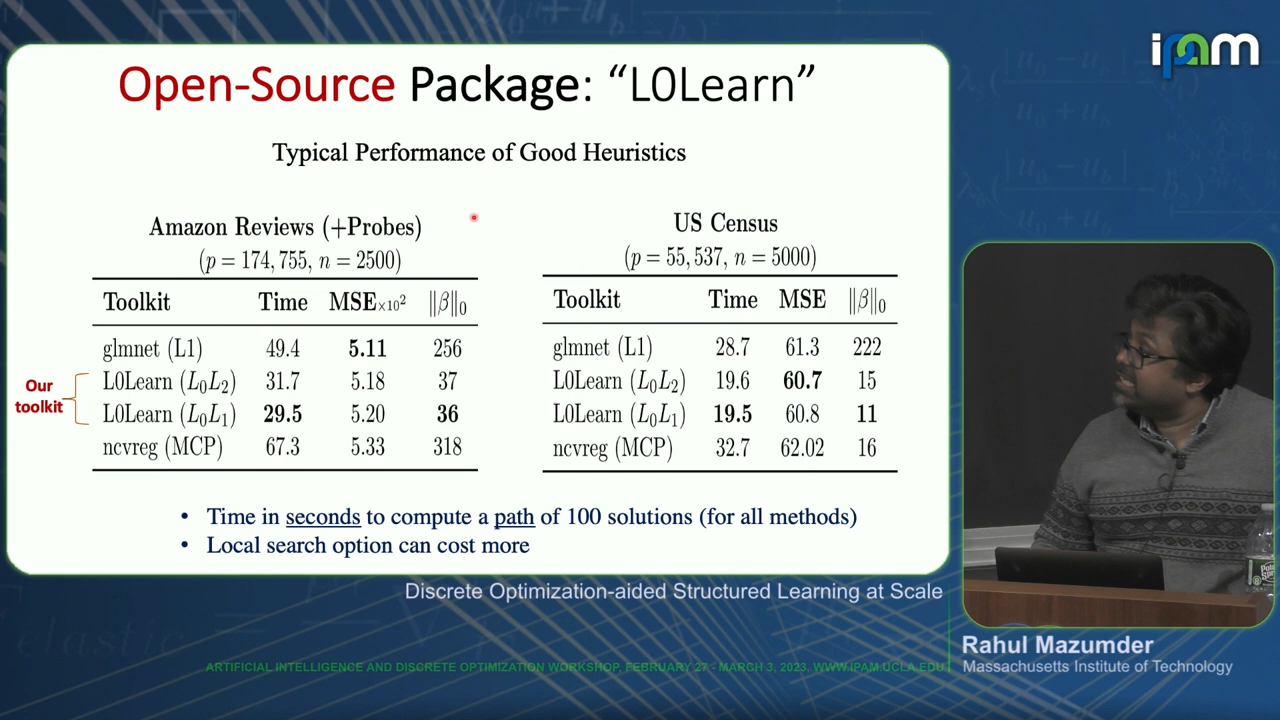 ipam
Open-Source Package: “L0Learn”
Typical Performance of Good Heuristics
Amazon Reviews (+Probes)
(p = 174,755, n = 2500)
Toolkit Time MSE×10² ‖β‖₀
glmnet (L1) 49.4 5.11 256
L0Learn (L₀L₂) 31.7 5.18 37
L0Learn (L₀L₁) 29.5 5.20 36
ncvreg (MCP) 67.3 5.33 318
Our
toolkit
US Census
(p = 55,537, n = 5000)
Toolkit Time MSE ‖β‖₀
glmnet (L1) 28.7 61.3 222
L0Learn (L₀L₂) 19.6 60.7 15
L0Learn (L₀L₁) 19.5 60.8 11
ncvreg (MCP) 32.7 62.02 16
• Time in seconds to compute a path of 100 solutions (for all methods)
• Local search option can cost more
Discrete Optimization-aided Structured Learning at Scale
Rahul Mazumder
Massachusetts Institute of Technology
ARTIFICIAL INTELLIGENCE AND DISCRETE OPTIMIZATION WORKSHOP, FEBRUARY 27 - MARCH 3, 2023, WWW.IPAM.UCLA.EDU
elastic